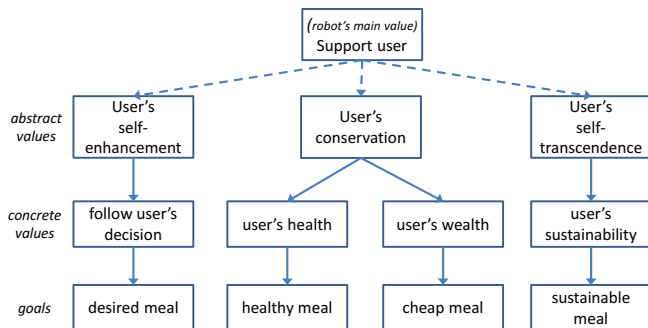 (robot's main value)
Support user
abstract
values
User's
self-
enhancement
User's
conservation
User's
self-
transcendence
concrete
values
follow user's
decision
user's health
user's wealth
user's
sustainability
goals
desired meal
healthy meal
cheap meal
sustainable
meal